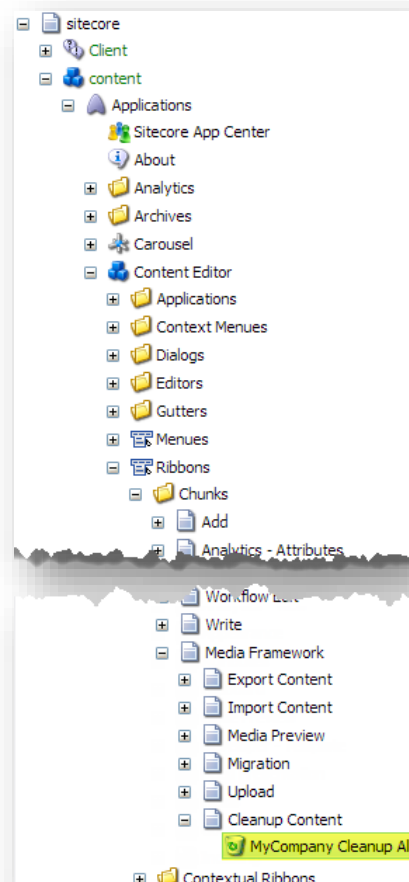 sitecore
Client
content
Applications
Sitecore App Center
About
Analytics
Archives
Carousel
Content Editor
Applications
Context Menues
Dialogs
Editors
Gutters
Menues
Ribbons
Chunks
Add
Analytics - Attributes
Workflow
Write
Media Framework
Export Content
Import Content
Media Preview
Migration
Upload
Cleanup Content
MyCompany Cleanup Al
Contextual Ribbons